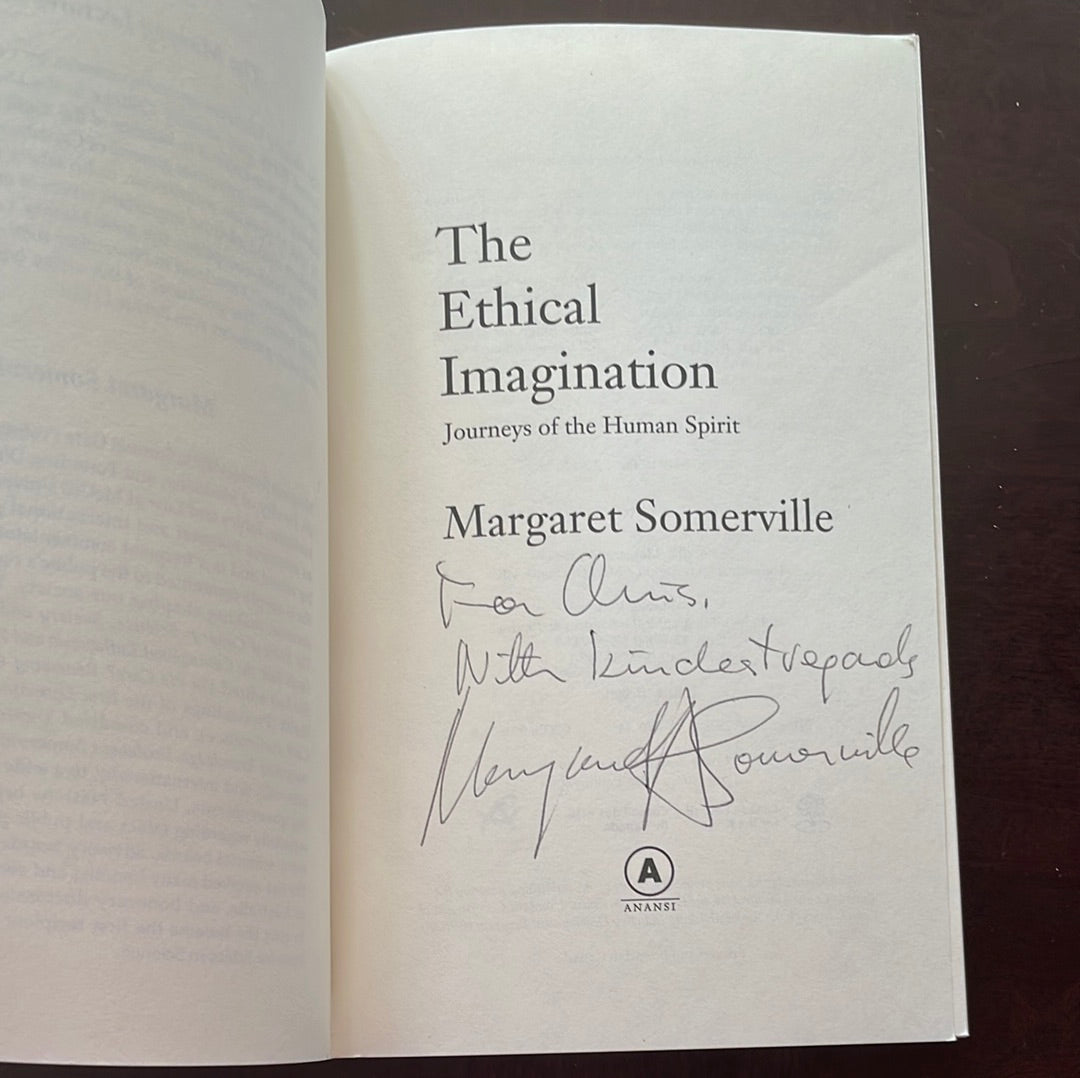 The
Ethical
Imagination
Journeys of the Human Spirit
Margaret Somerville
For Chris,
With kindest regards
Margaret A Somerville
A
ANANSI